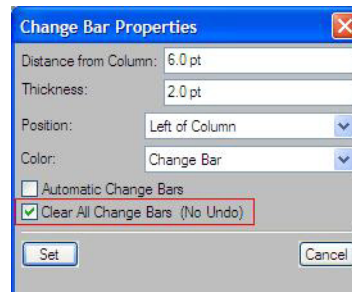 Change Bar Properties
Distance from Column: 6.0 pt
Thickness: 2.0 pt
Position: Left of Column
Color: Change Bar
Automatic Change Bars
Clear All Change Bars (No Undo)
Set Cancel